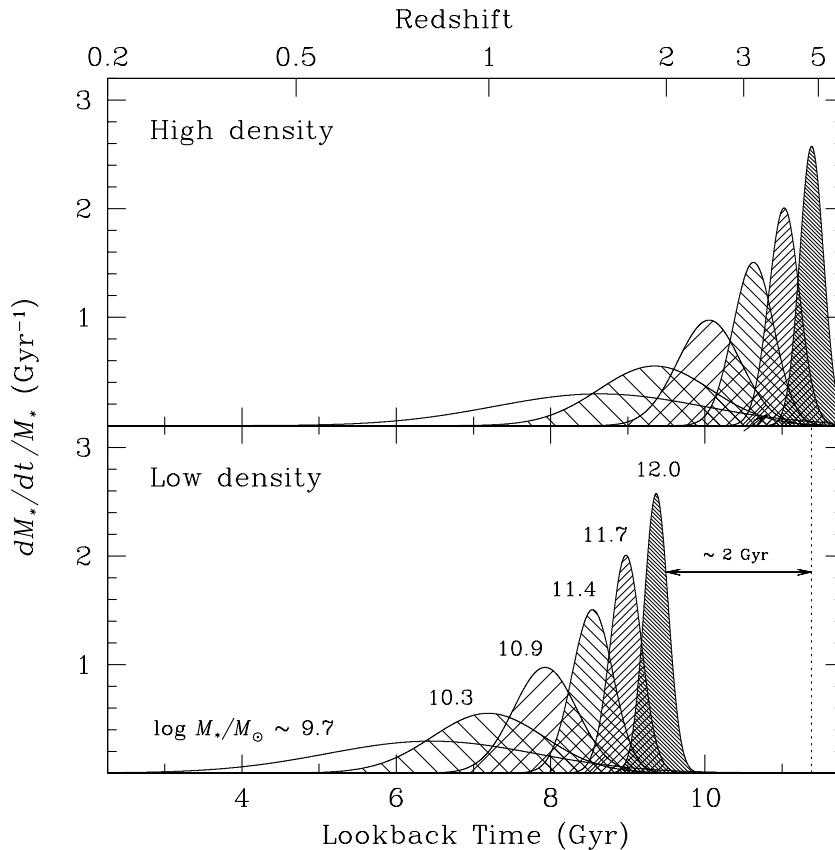 Redshift
0.2 0.5 1 2 3 5
3
High density
2
1
dM*/dt/M* (Gyr⁻¹)
3
Low density
12.0
11.7
2
~ 2 Gyr
11.4
10.9
1
10.3
log M*/M⊙ ~ 9.7
4 6 8 10
Lookback Time (Gyr)